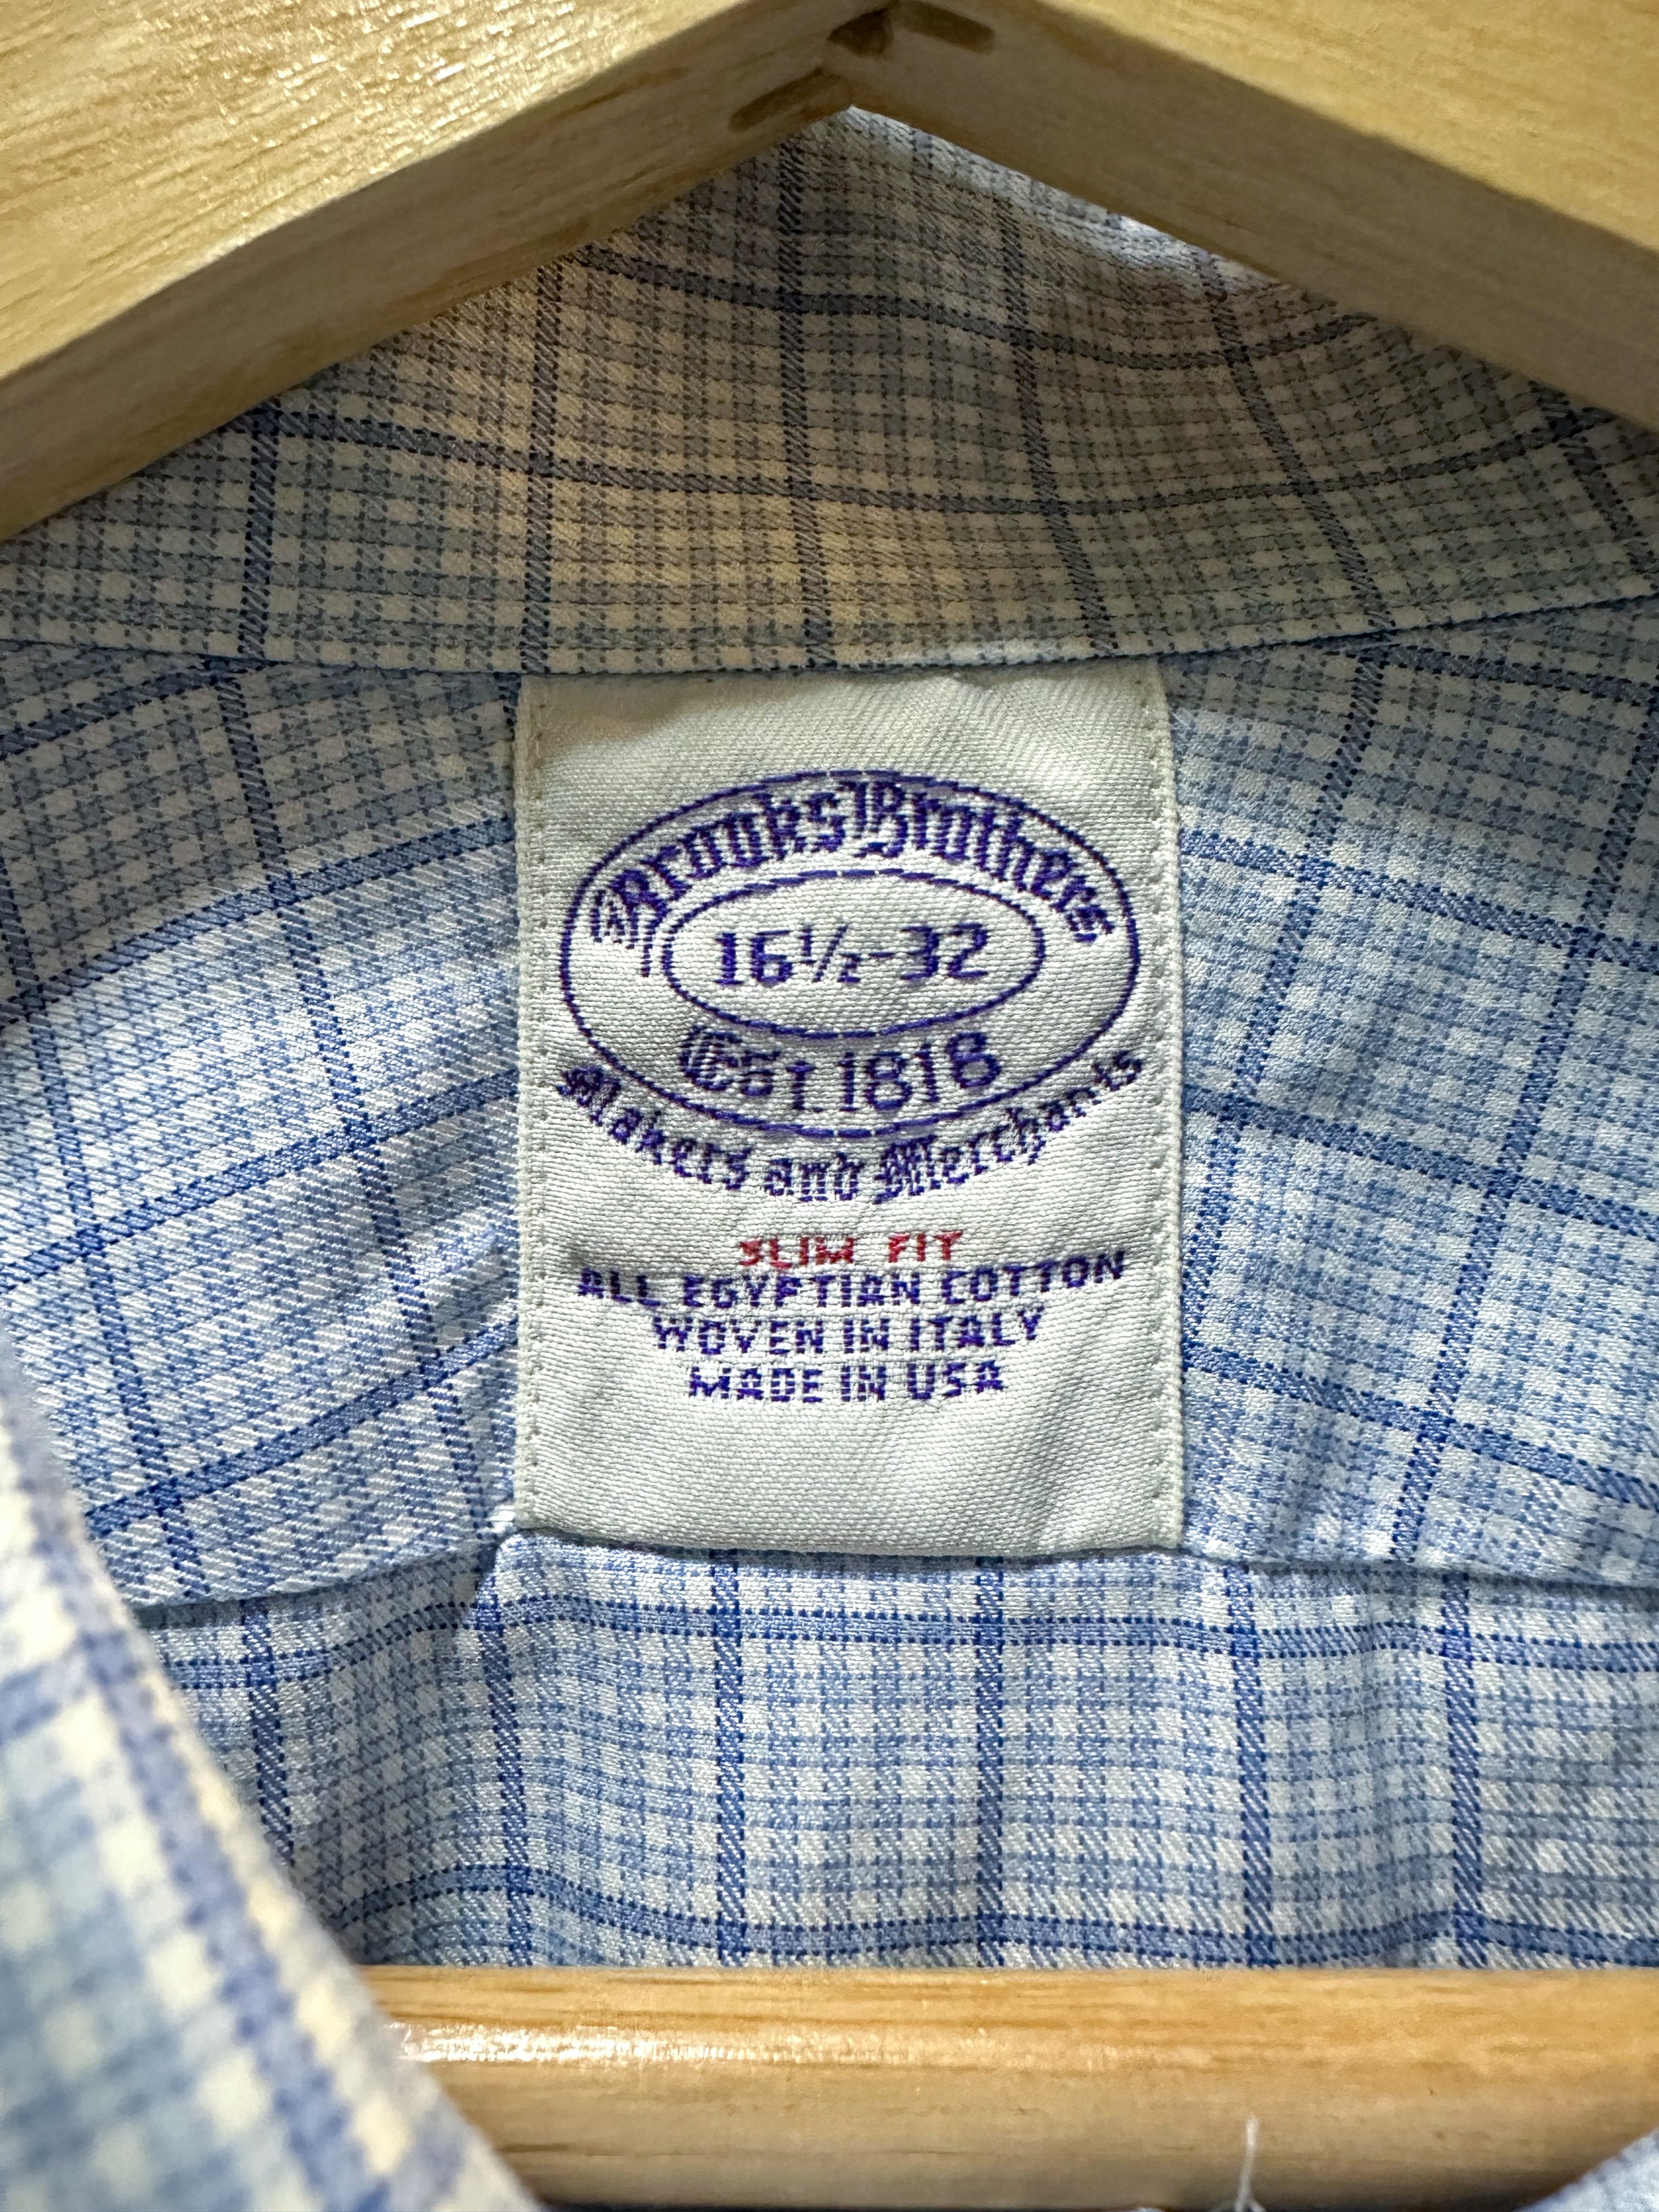 Brooks Brothers
16½-32
Est. 1818
Makers and Merchants
SLIM FIT
ALL EGYPTIAN COTTON
WOVEN IN ITALY
MADE IN USA